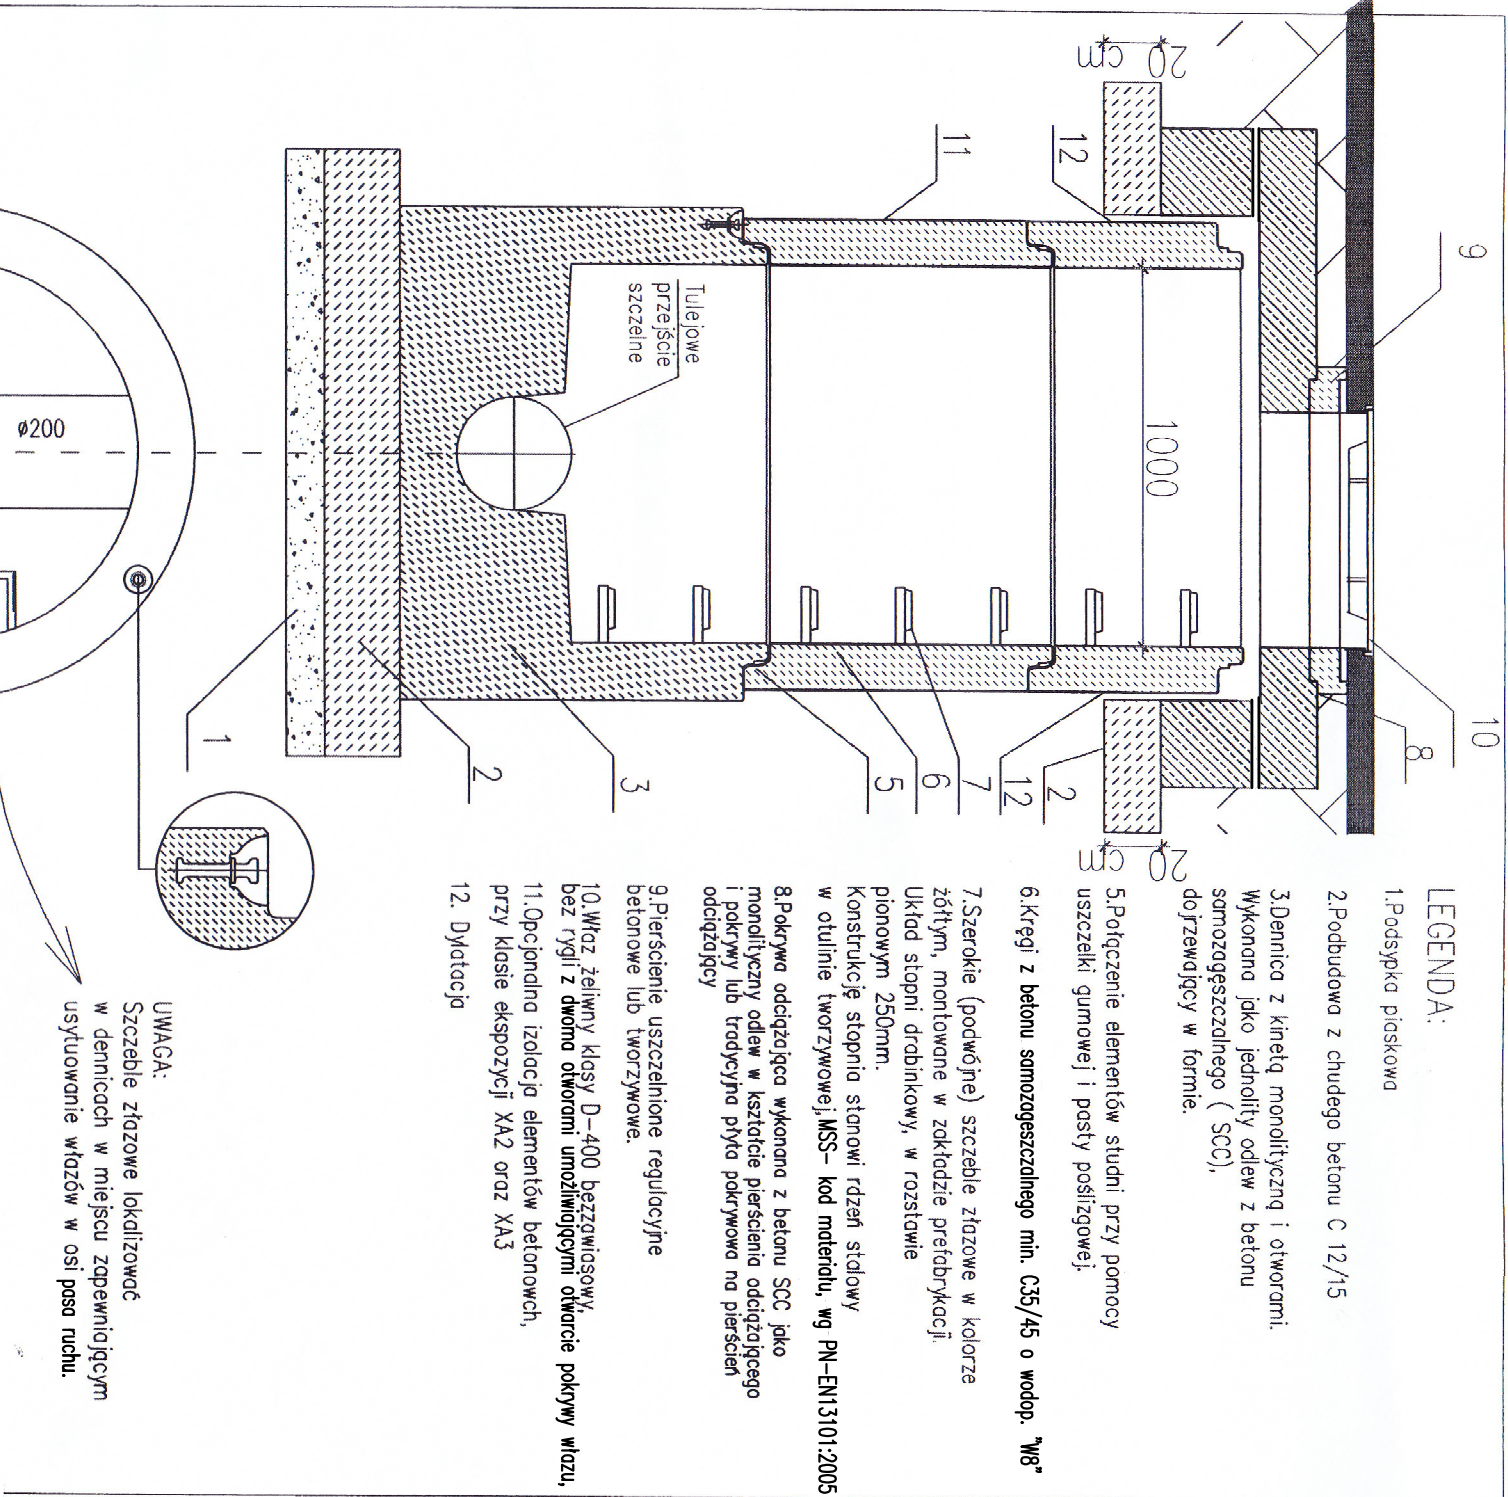 LEGENDA:
1.Podsypka piaskowa
2.Podbudowa z chudego betonu C 12/15
3.Dennica z kinetą monolityczną i otworami.
Wykonana jako jednolity odlew z betonu
samozagęszczalnego ( SCC),
dojrzewający w formie.
5.Połączenie elementów studni przy pomocy
uszczelki gumowej i pasty poślizgowej.
6.Kręgi z betonu samozagęszczalnego min. C35/45 o wodop. "W8"
7.Szerokie (podwójne) szczeble złazowe w kolorze
żółtym, montowane w zakładzie prefabrykacji.
Układ stopni drabinkowy, w rozstawie
pionowym 250mm.
Konstrukcję stopnia stanowi rdzeń stalowy
w otulinie tworzywowej,MSS- kod materiału, wg PN-EN13101:2005
8.Pokrywa odciążająca wykonana z betonu SCC jako
monolityczny odlew w kształcie pierścienia odciążającego
i pokrywy lub tradycyjna płyta pokrywowa na pierścień
odciążający
9.Pierścienie uszczelnione regulacyjne
betonowe lub tworzywowe.
10.Właz żeliwny klasy D-400 bezzawiasowy,
bez rygli z dwoma otworami umożliwiającymi otwarcie pokrywy włazu,
11.Opcjonalna izolacja elementów betonowch,
przy klasie ekspozycji XA2 oraz XA3
12. Dylatacja
UWAGA:
Szczeble złazowe lokalizować
w dennicach w miejscu zapewniającym
usytuowanie włazów w osi pasa ruchu.
9
10
8
20 cm
20 cm
12
11
1000
2
12
7
6
5
3
2
1
Tulejowe
przejście
szczelne
ø200